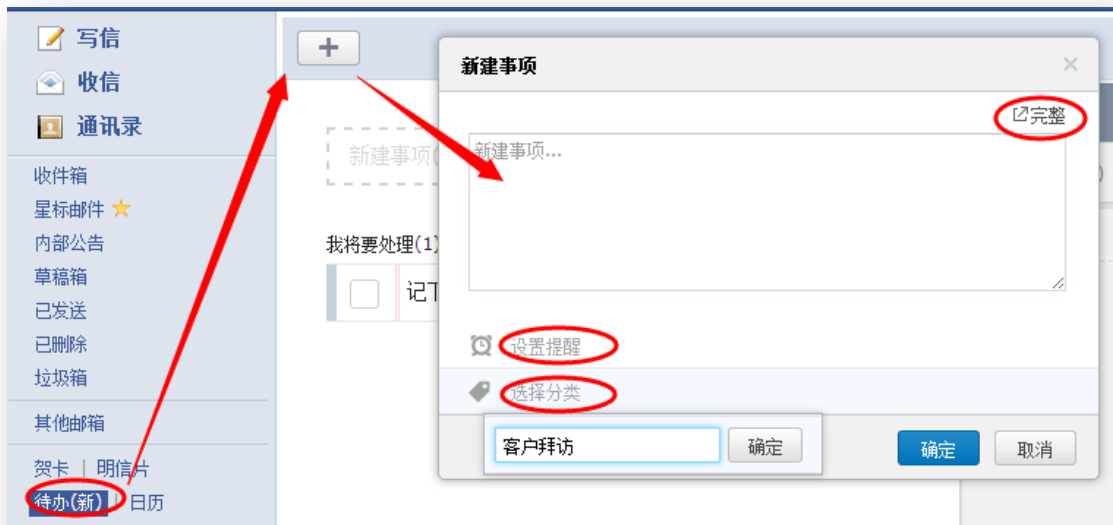 写信
收信
通讯录
收件箱
星标邮件
内部公告
草稿箱
已发送
已删除
垃圾箱
其他邮箱
贺卡 | 明信片
待办(新) | 日历
+
新建事项(
我将要处理(1)
记下
新建事项
×
完整
新建事项...
设置提醒
选择分类
客户拜访
确定
确定
取消
)